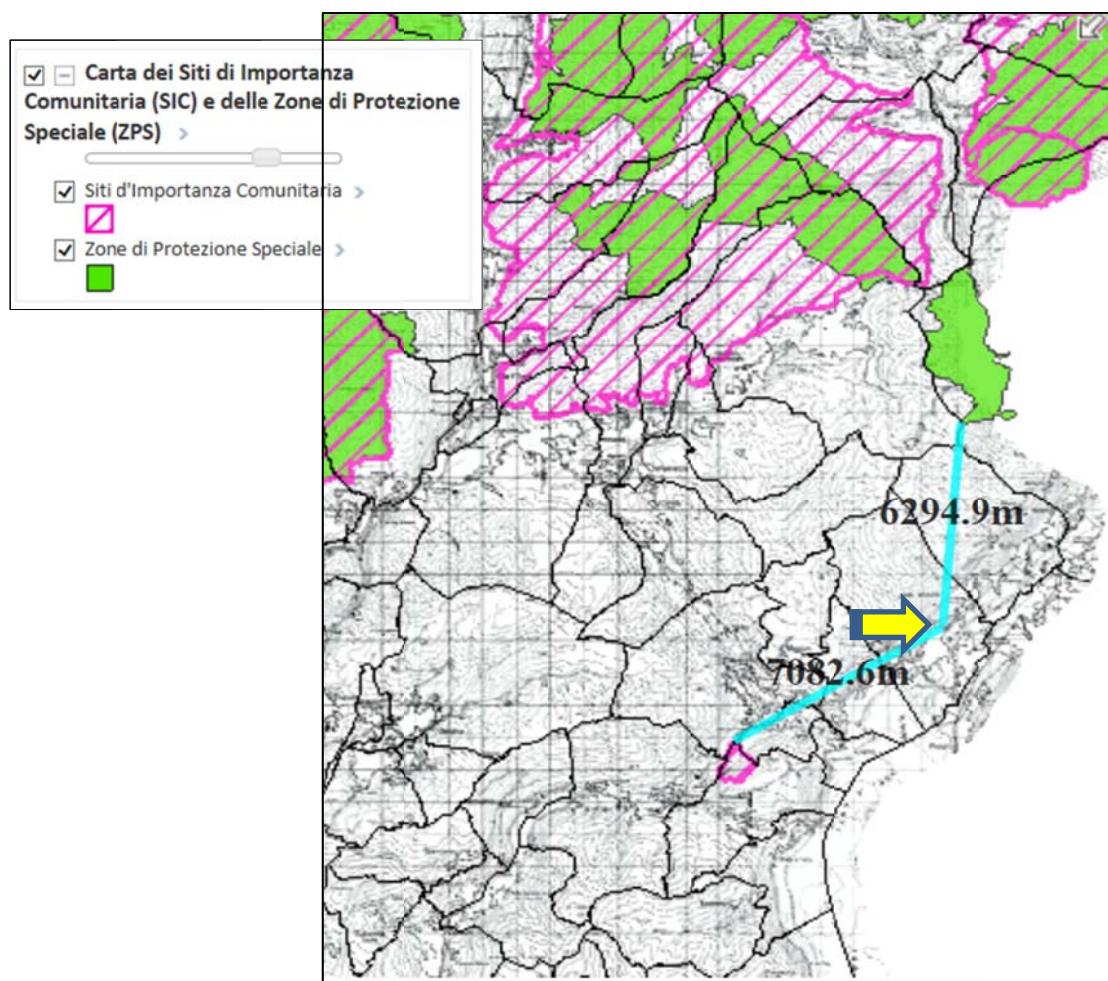 Carta dei Siti di Importanza
Comunitaria (SIC) e delle Zone di Protezione
Speciale (ZPS)
Siti d'Importanza Comunitaria
Zone di Protezione Speciale
6294.9m
7082.6m